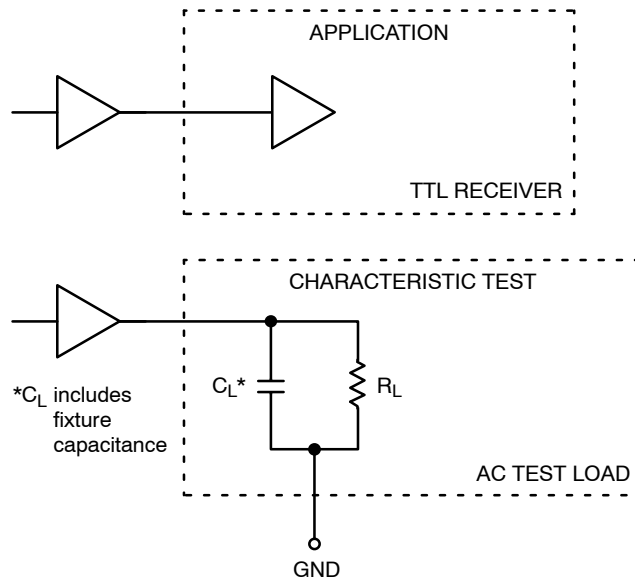 APPLICATION
TTL RECEIVER
CHARACTERISTIC TEST
*CL includes
fixture
capacitance
CL*
RL
AC TEST LOAD
GND